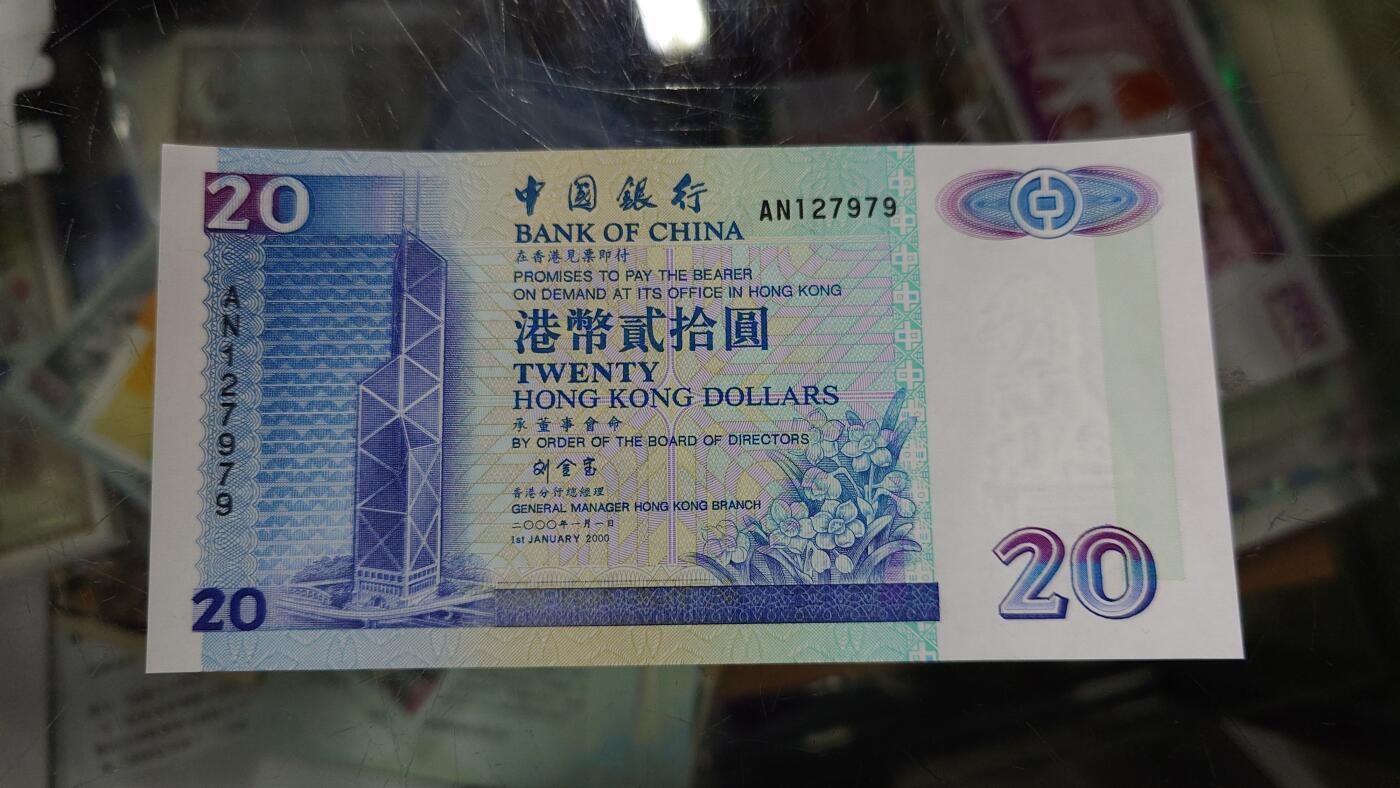 20
中國銀行
AN127979
BANK OF CHINA
在香港見票即付
PROMISES TO PAY THE BEARER
ON DEMAND AT ITS OFFICE IN HONG KONG
港幣貳拾圓
TWENTY
HONG KONG DOLLARS
承董事會命
BY ORDER OF THE BOARD OF DIRECTORS
刘金宝
香港分行總經理
GENERAL MANAGER HONG KONG BRANCH
二〇〇〇年一月一日
1st JANUARY 2000
AN127979
20
20